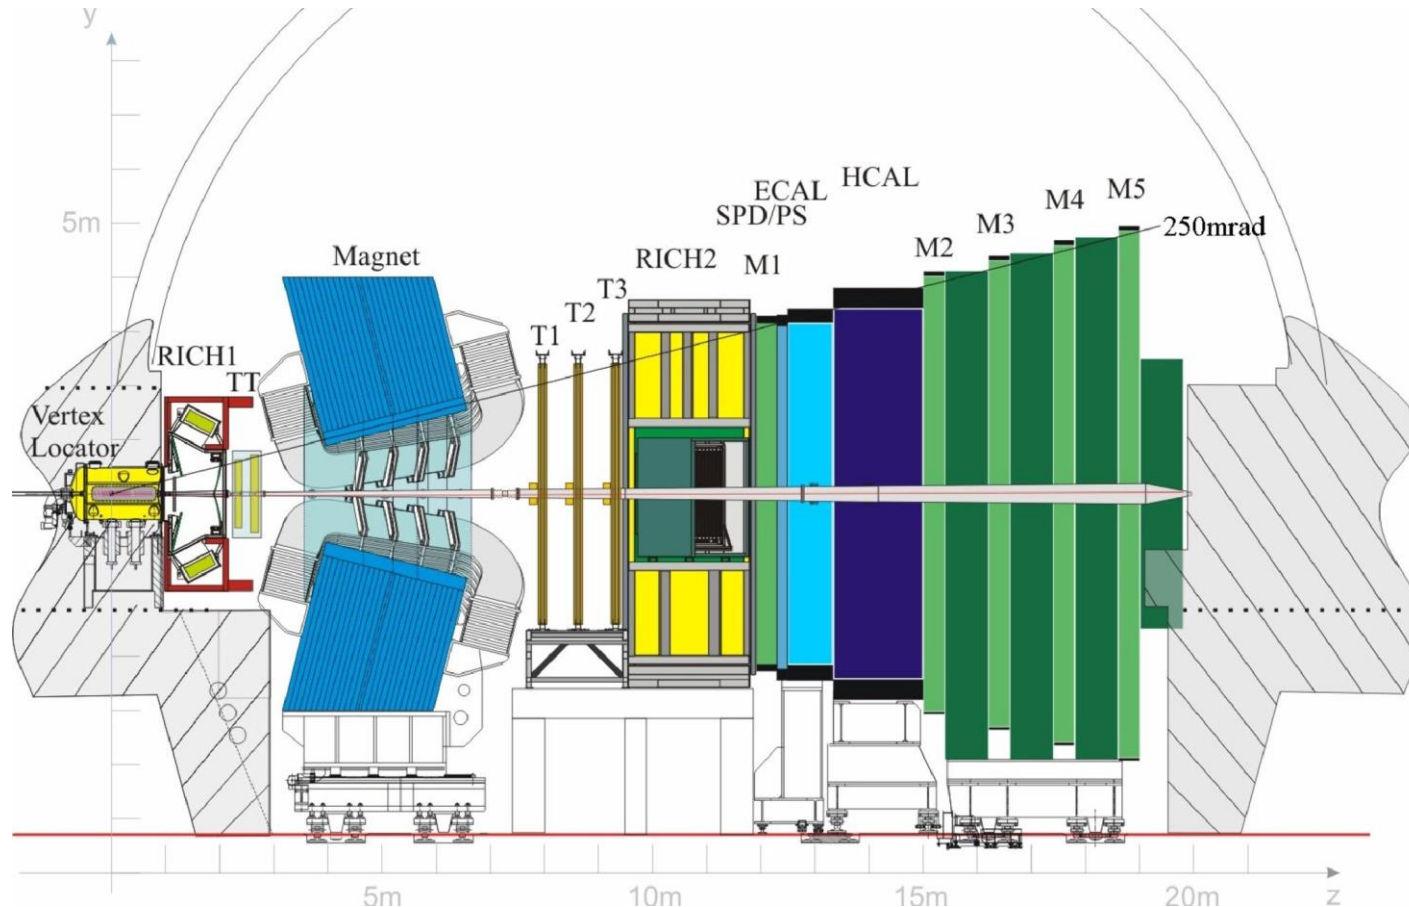 y
HCAL
ECAL
M5
M4
SPD/PS
5m
M3
250mrad
M2
Magnet
RICH2
M1
T3
T2
T1
RICH1
TT
Vertex
Locator
5m
10m
15m
20m
z